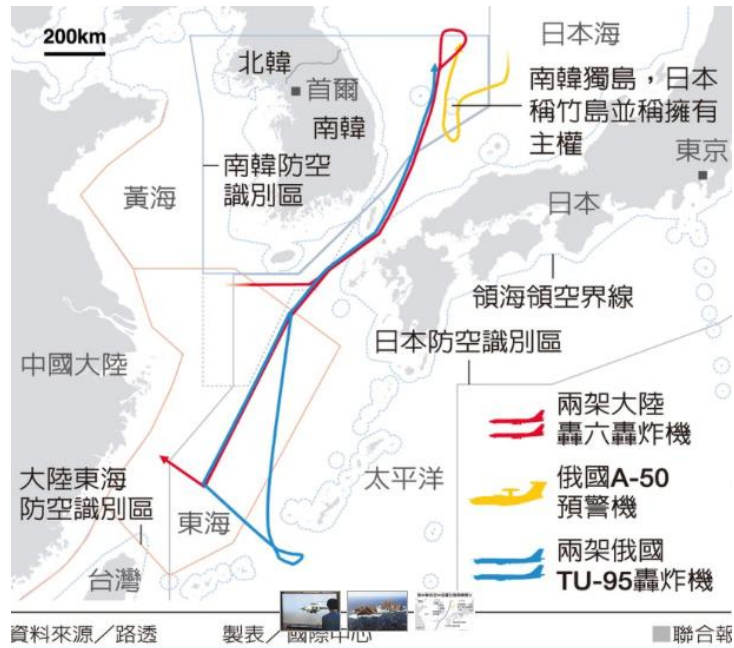 200km
日本海
北韓
首爾
南韓
南韓獨島，日本
稱竹島並稱擁有
主權
東京
南韓防空
識別區
黃海
日本
領海領空界線
日本防空識別區
中國大陸
兩架大陸
轟六轟炸機
大陸東海
防空識別區
太平洋
俄國A-50
預警機
東海
台灣
兩架俄國
TU-95轟炸機
資料來源／路透
製表／國際中心
聯合報